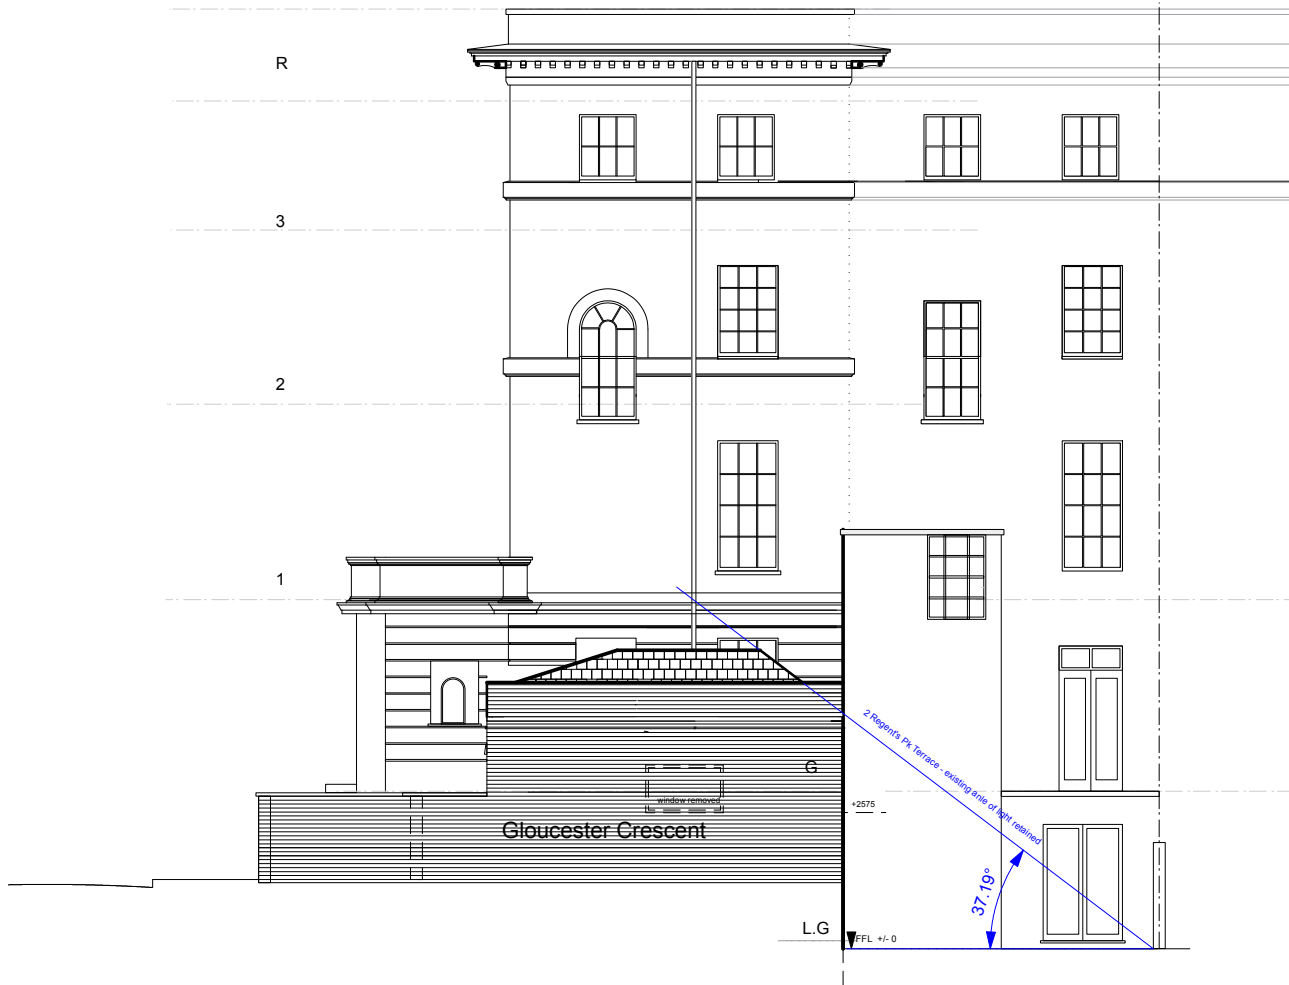 R
3
2
1
2 Regent's Pk Terrace - existing anle of light retained
G
window removed
+2575
Gloucester Crescent
37.19°
L.G
FFL +/- 0